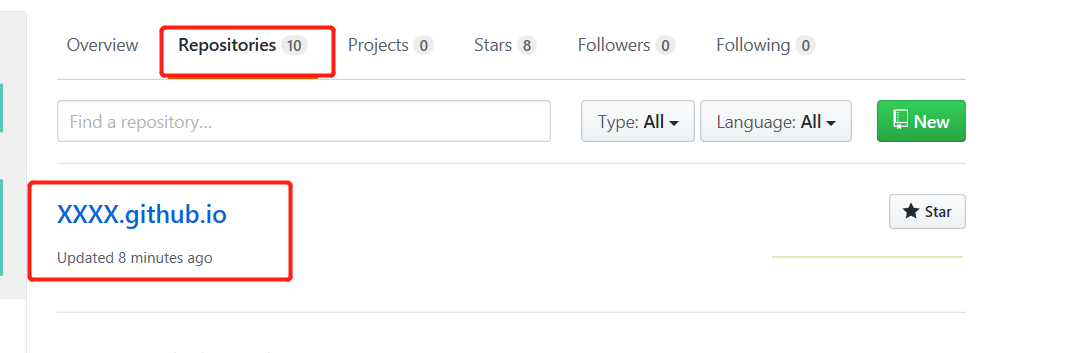 Overview Repositories 10 Projects 0 Stars 8 Followers 0 Following 0
Find a repository... Type: All Language: All New
XXXX.github.io Star
Updated 8 minutes ago